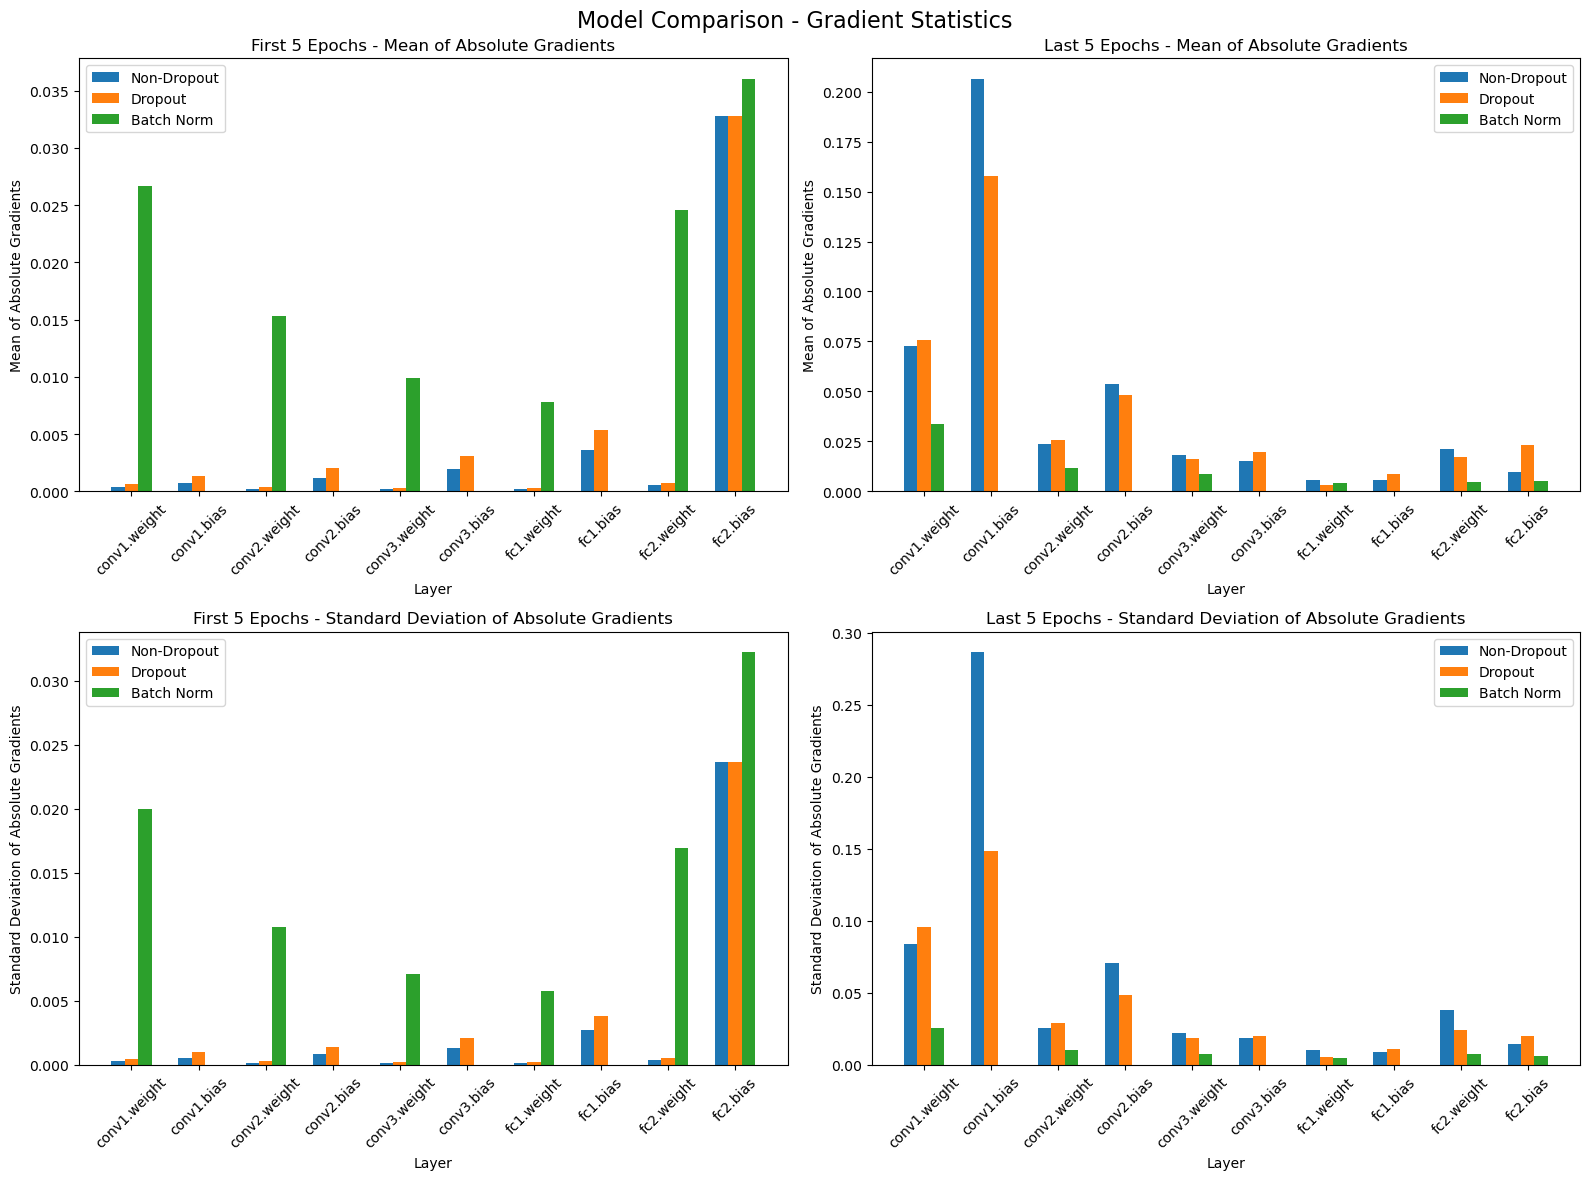 Model Comparison - Gradient Statistics
First 5 Epochs - Mean of Absolute Gradients
Mean of Absolute Gradients
0.035
0.030
0.025
0.020
0.015
0.010
0.005
0.000
Non-Dropout
Dropout
Batch Norm
conv1.weight
conv1.bias
conv2.weight
conv2.bias
conv3.weight
conv3.bias
fc1.weight
fc1.bias
fc2.weight
fc2.bias
Layer
Last 5 Epochs - Mean of Absolute Gradients
Mean of Absolute Gradients
0.200
0.175
0.150
0.125
0.100
0.075
0.050
0.025
0.000
Non-Dropout
Dropout
Batch Norm
conv1.weight
conv1.bias
conv2.weight
conv2.bias
conv3.weight
conv3.bias
fc1.weight
fc1.bias
fc2.weight
fc2.bias
Layer
First 5 Epochs - Standard Deviation of Absolute Gradients
Standard Deviation of Absolute Gradients
0.030
0.025
0.020
0.015
0.010
0.005
0.000
Non-Dropout
Dropout
Batch Norm
conv1.weight
conv1.bias
conv2.weight
conv2.bias
conv3.weight
conv3.bias
fc1.weight
fc1.bias
fc2.weight
fc2.bias
Layer
Last 5 Epochs - Standard Deviation of Absolute Gradients
Standard Deviation of Absolute Gradients
0.30
0.25
0.20
0.15
0.10
0.05
0.00
Non-Dropout
Dropout
Batch Norm
conv1.weight
conv1.bias
conv2.weight
conv2.bias
conv3.weight
conv3.bias
fc1.weight
fc1.bias
fc2.weight
fc2.bias
Layer